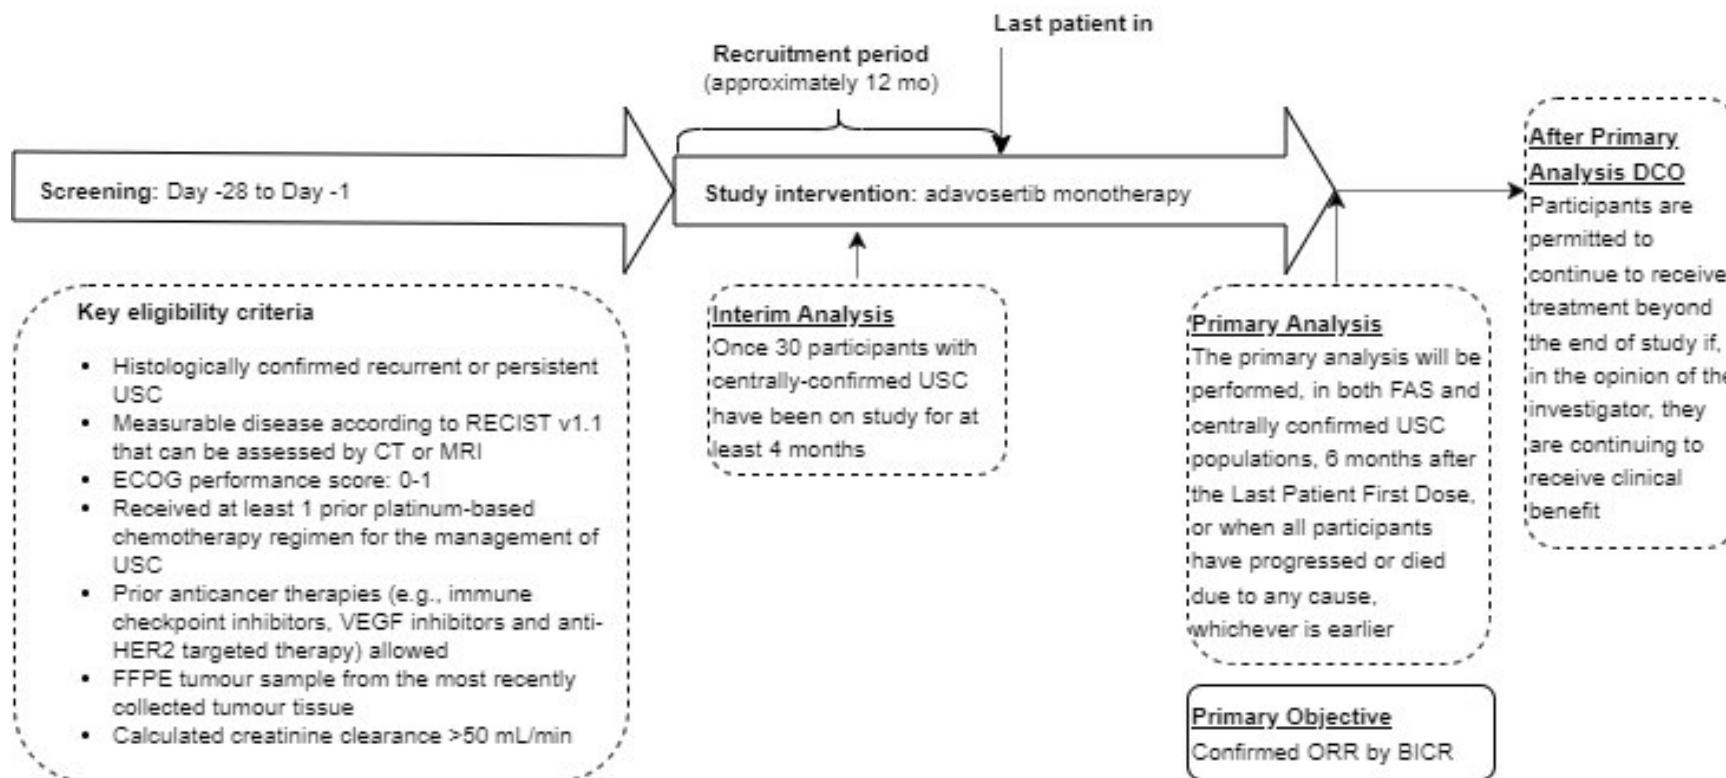 Last patient in
Recruitment period
(approximately 12 mo)
Screening: Day -28 to Day -1
Study intervention: adavosertib monotherapy
Key eligibility criteria
• Histologically confirmed recurrent or persistent
USC
• Measurable disease according to RECIST v1.1
that can be assessed by CT or MRI
• ECOG performance score: 0-1
• Received at least 1 prior platinum-based
chemotherapy regimen for the management of
USC
• Prior anticancer therapies (e.g., immune
checkpoint inhibitors, VEGF inhibitors and anti-
HER2 targeted therapy) allowed
• FFPE tumour sample from the most recently
collected tumour tissue
• Calculated creatinine clearance >50 mL/min
Interim Analysis
Once 30 participants with
centrally-confirmed USC
have been on study for at
least 4 months
Primary Analysis
The primary analysis will be
performed, in both FAS and
centrally confirmed USC
populations, 6 months after
the Last Patient First Dose,
or when all participants
have progressed or died
due to any cause,
whichever is earlier
Primary Objective
Confirmed ORR by BICR
After Primary
Analysis DCO
Participants are
permitted to
continue to receive
treatment beyond
the end of study if,
in the opinion of the
investigator, they
are continuing to
receive clinical
benefit